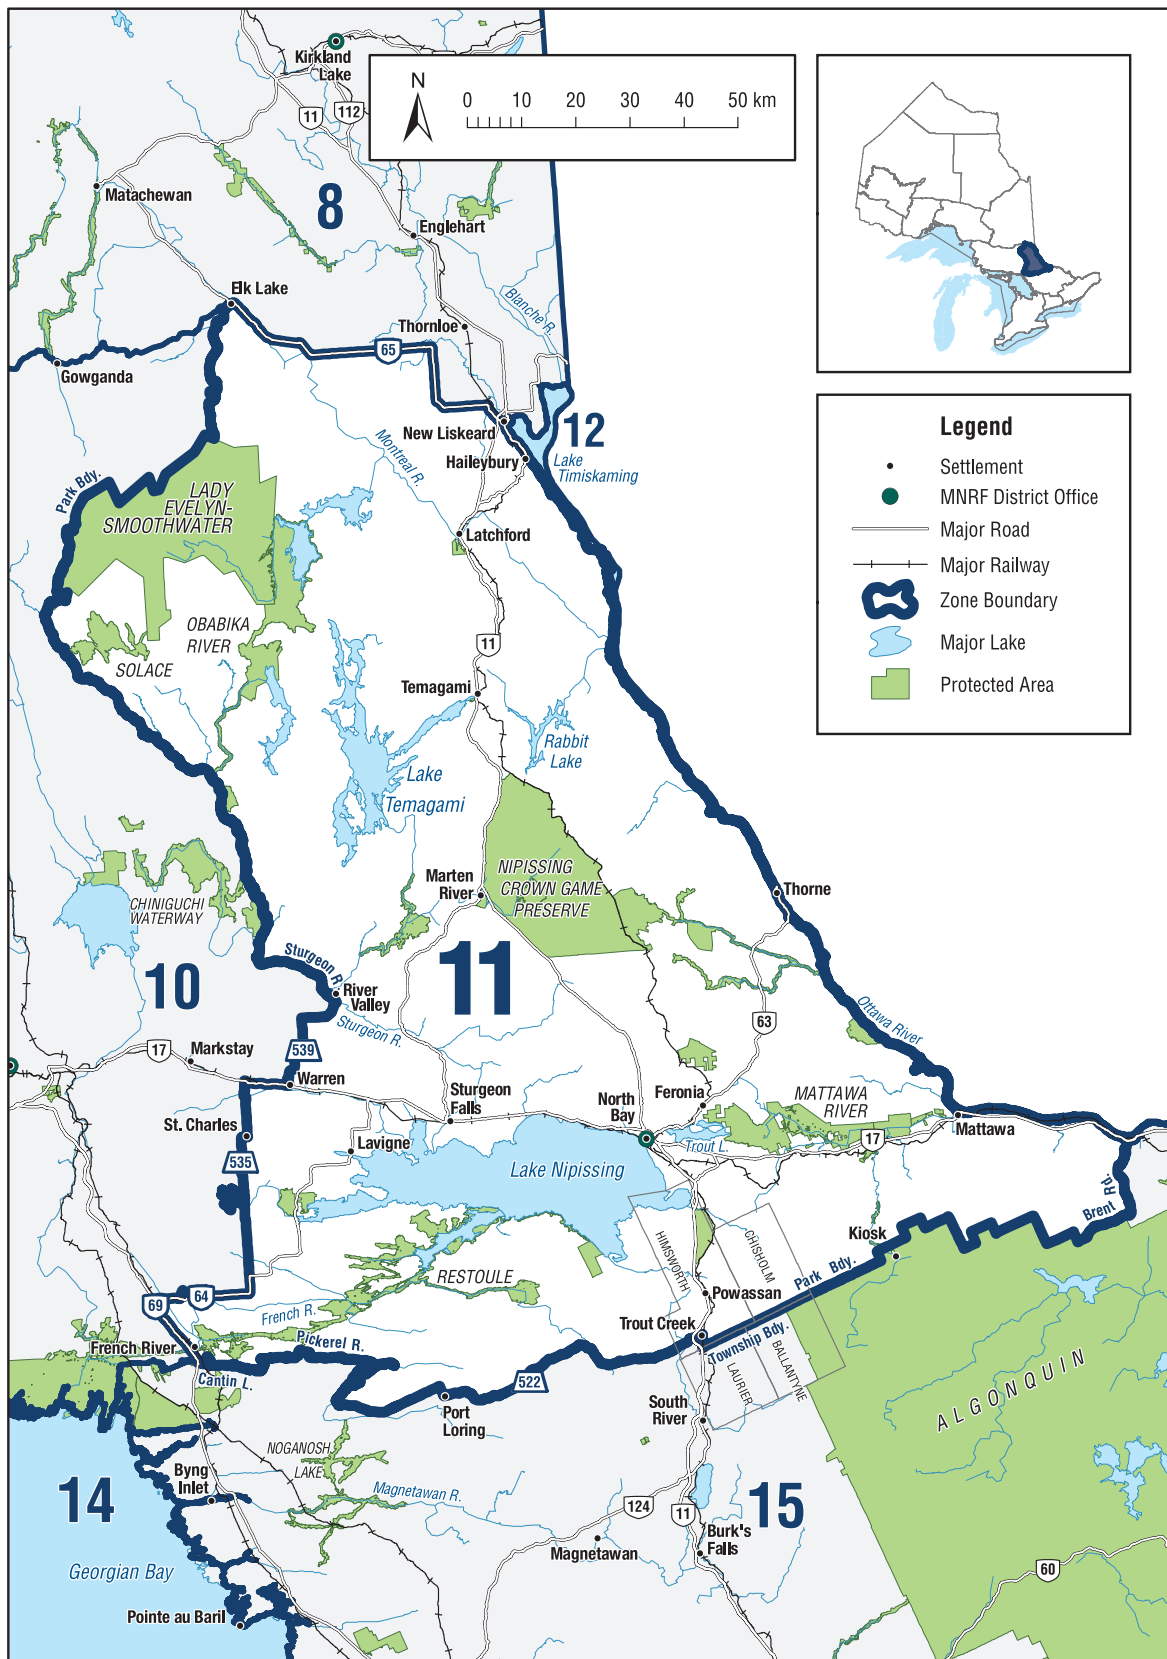 Kirkland
Lake
11
112
N
0 10 20 30 40 50 km
Matachewan
8
Englehart
Elk Lake
Blanche R.
Thornloe
65
Gowganda
New Liskeard
12
Haileybury
Lake
Timiskaming
Montreal R.
Park Bdy.
LADY
EVELYN-
SMOOTHWATER
Latchford
OBABIKA
RIVER
SOLACE
11
Temagami
Rabbit
Lake
Lake
Temagami
Marten
River
NIPISSING
CROWN GAME
PRESERVE
Thorne
CHINIGUCHI
WATERWAY
10
11
Sturgeon R.
River
Valley
Sturgeon R.
Ottawa River
63
17
Markstay
539
Warren
Sturgeon
Falls
North
Bay
Feronia
MATTAWA
RIVER
Mattawa
St. Charles
Lavigne
Trout L.
17
535
Lake Nipissing
Brent Rd.
Kiosk
HIMSWORTH
CHISHOLM
Park Bdy.
RESTOULE
Powassan
69
64
French R.
French River
Pickerel R.
Trout Creek
Township Bdy.
Cantin L.
522
LAURIER
BALLANTYNE
Port
Loring
South
River
ALGONQUIN
NOGANOSH
LAKE
Byng
Inlet
14
Magnetawan R.
124
11
15
Magnetawan
Burk's
Falls
Georgian Bay
60
Pointe au Baril
Legend
Settlement
MNRF District Office
Major Road
Major Railway
Zone Boundary
Major Lake
Protected Area